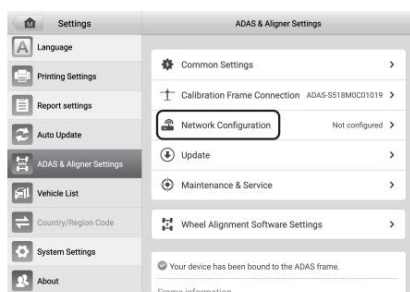 Settings
ADAS & Aligner Settings
Language
Printing Settings
Report settings
Auto Update
ADAS & Aligner Settings
Vehicle List
Country/Region Code
System Settings
About
Common Settings
Calibration Frame Connection ADAS-S518M0C01019
Network Configuration Not configured
Update
Maintenance & Service
Wheel Alignment Software Settings
Your device has been bound to the ADAS frame.
Frame information